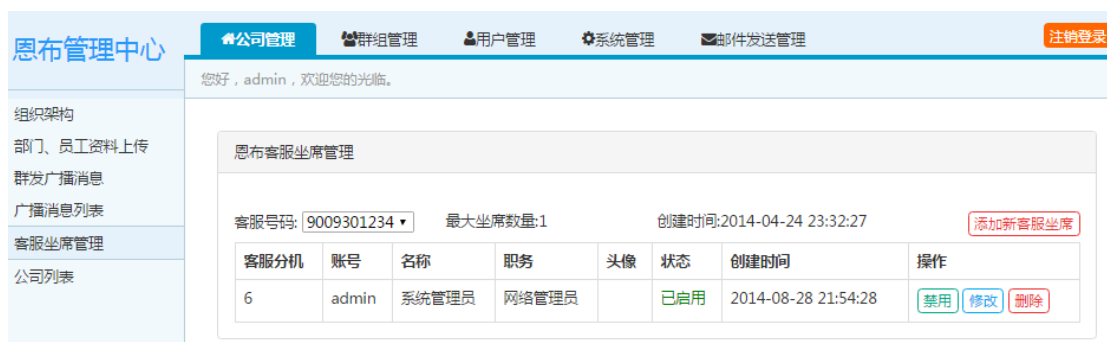 恩布管理中心
公司管理 群组管理 用户管理 系统管理 邮件发送管理 注销登录
您好，admin，欢迎您的光临。
组织架构
部门、员工资料上传
群发广播消息
广播消息列表
客服坐席管理
公司列表
恩布客服坐席管理
客服号码: 9009301234 最大坐席数量:1 创建时间:2014-04-24 23:32:27 添加新客服坐席
客服分机 账号 名称 职务 头像 状态 创建时间 操作
6 admin 系统管理员 网络管理员 已启用 2014-08-28 21:54:28 禁用 修改 删除